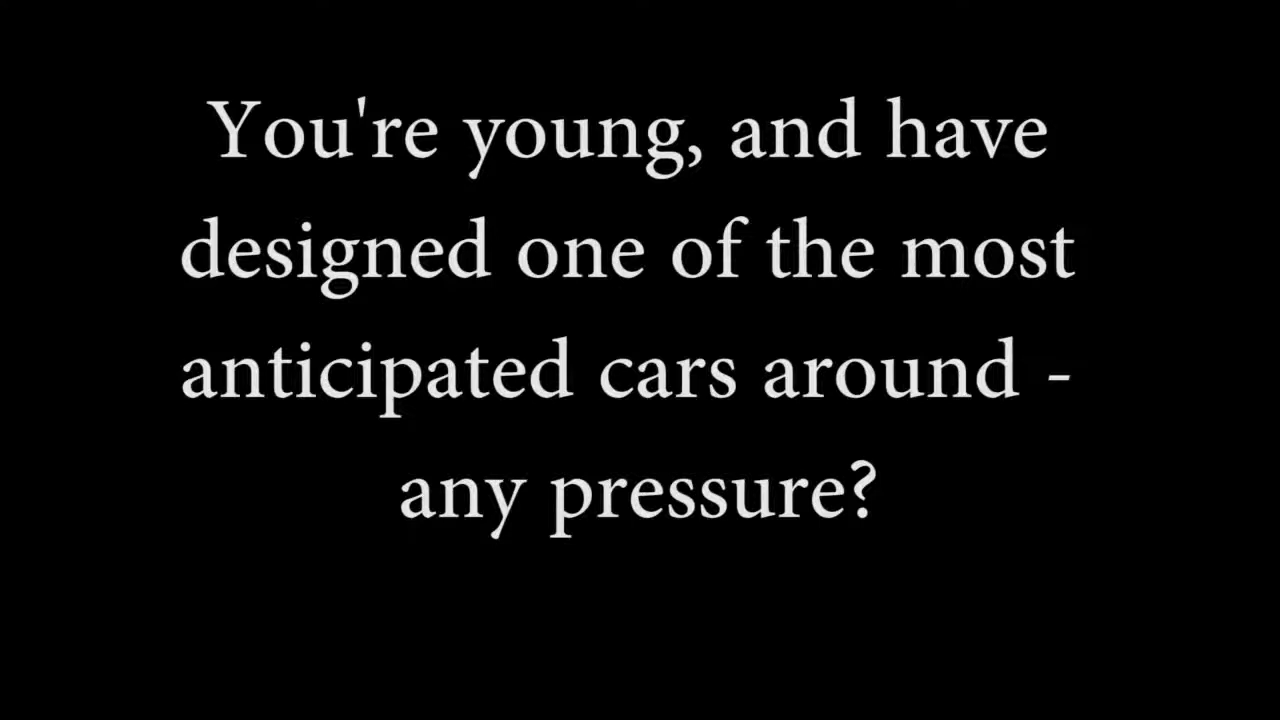 You're young, and have
designed one of the most
anticipated cars around -
any pressure?